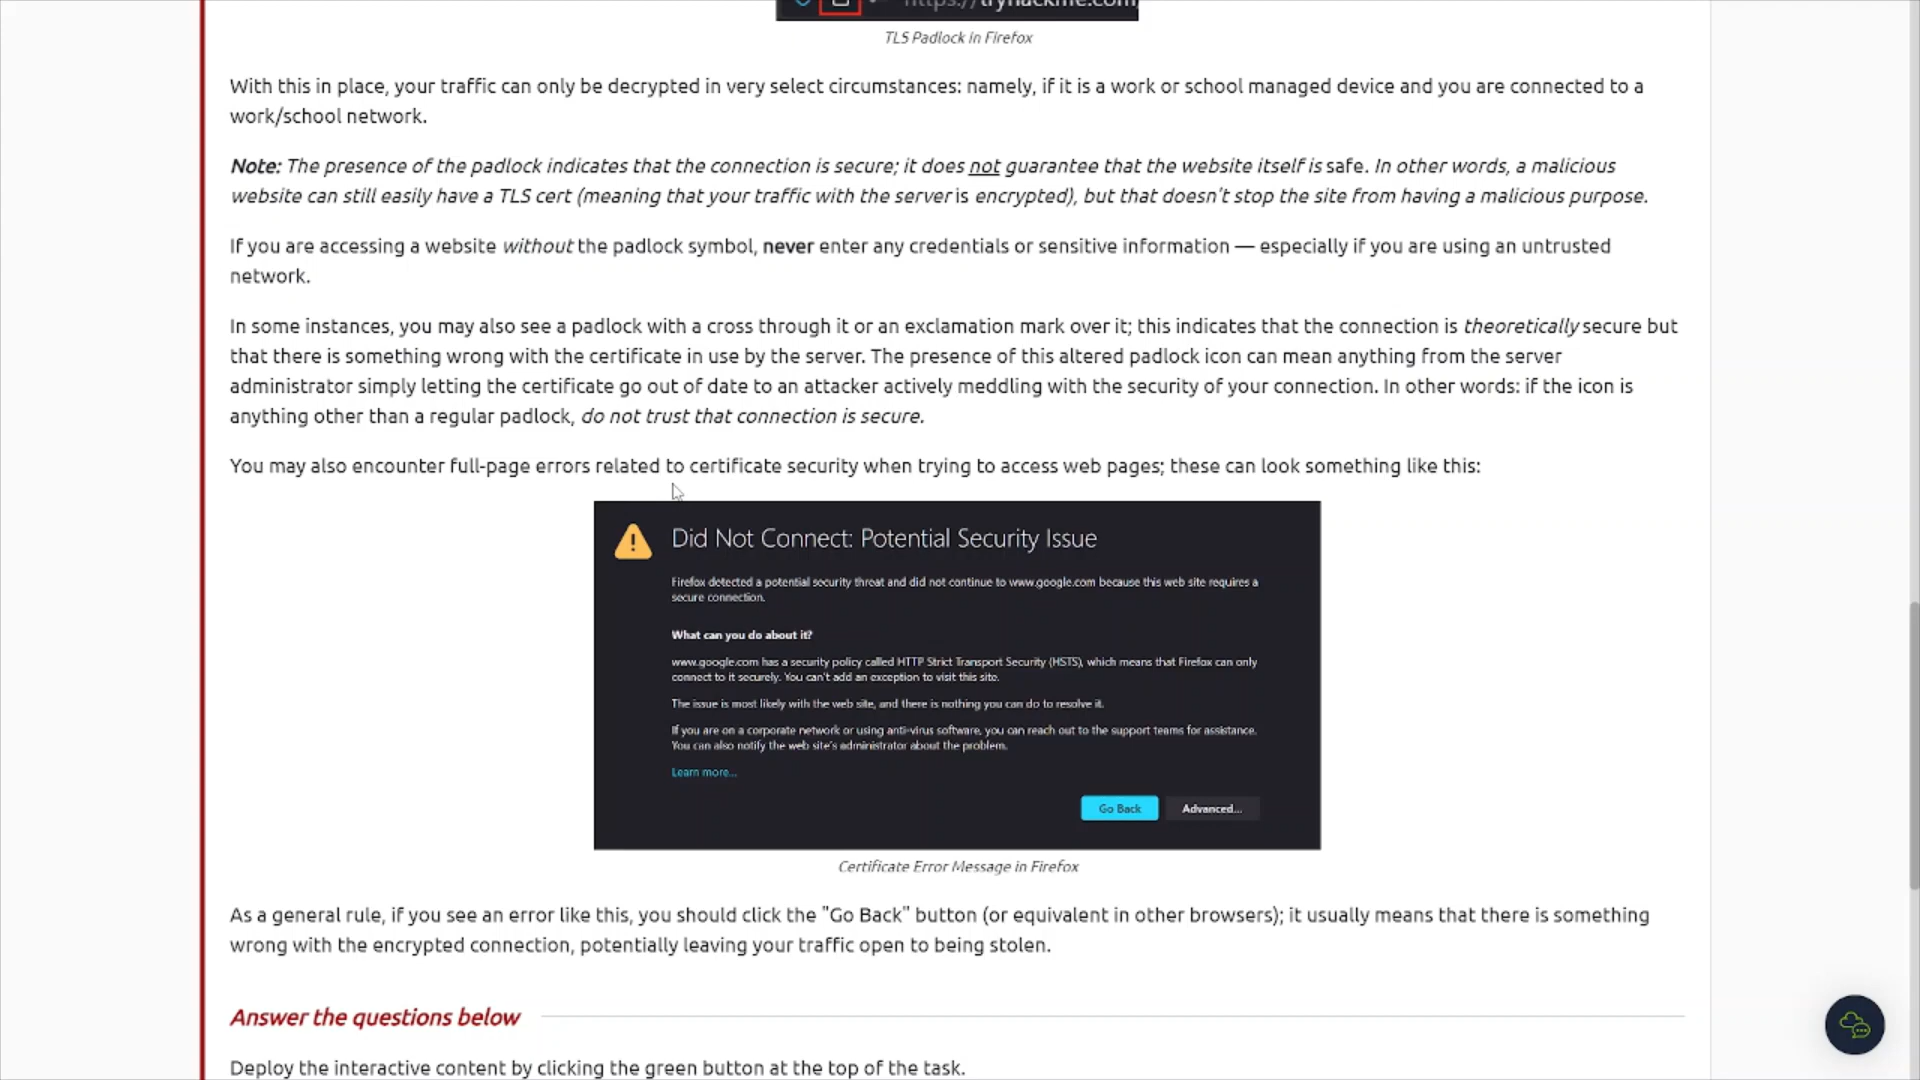 https://tryhackme.com/
TLS Padlock in Firefox
With this in place, your traffic can only be decrypted in very select circumstances: namely, if it is a work or school managed device and you are connected to a
work/school network.
Note: The presence of the padlock indicates that the connection is secure; it does not guarantee that the website itself is safe. In other words, a malicious
website can still easily have a TLS cert (meaning that your traffic with the server is encrypted), but that doesn't stop the site from having a malicious purpose.
If you are accessing a website without the padlock symbol, never enter any credentials or sensitive information — especially if you are using an untrusted
network.
In some instances, you may also see a padlock with a cross through it or an exclamation mark over it; this indicates that the connection is theoretically secure but
that there is something wrong with the certificate in use by the server. The presence of this altered padlock icon can mean anything from the server
administrator simply letting the certificate go out of date to an attacker actively meddling with the security of your connection. In other words: if the icon is
anything other than a regular padlock, do not trust that connection is secure.
You may also encounter full-page errors related to certificate security when trying to access web pages; these can look something like this:
Did Not Connect: Potential Security Issue
Firefox detected a potential security threat and did not continue to www.google.com because this web site requires a
secure connection.
What can you do about it?
www.google.com has a security policy called HTTP Strict Transport Security (HSTS), which means that Firefox can only
connect to it securely. You can't add an exception to visit this site.
The issue is most likely with the web site, and there is nothing you can do to resolve it.
If you are on a corporate network or using anti-virus software, you can reach out to the support teams for assistance.
You can also notify the web site's administrator about the problem.
Learn more...
Go Back Advanced...
Certificate Error Message in Firefox
As a general rule, if you see an error like this, you should click the "Go Back" button (or equivalent in other browsers); it usually means that there is something
wrong with the encrypted connection, potentially leaving your traffic open to being stolen.
Answer the questions below
Deploy the interactive content by clicking the green button at the top of the task.